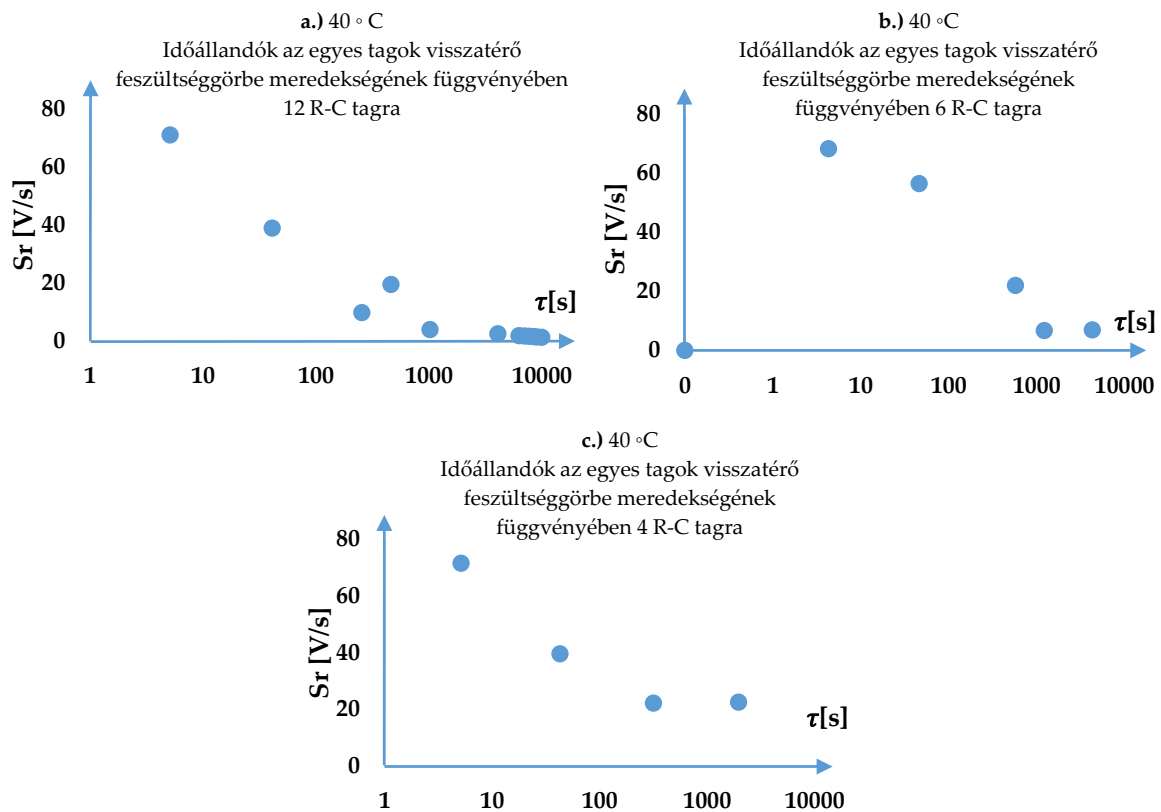 a.) 40 ◦ C
Időállandók az egyes tagok visszatérő
feszültséggörbe meredekségének függvényében
12 R-C tagra
80
60
40
20
0
Sr [V/s]
τ[s]
1 10 100 1000 10000
b.) 40 ◦C
Időállandók az egyes tagok visszatérő
feszültséggörbe meredekségének
függvényében 6 R-C tagra
80
60
40
20
0
Sr [V/s]
τ[s]
0 1 10 100 1000 10000
c.) 40 ◦C
Időállandók az egyes tagok visszatérő
feszültséggörbe meredekségének
függvényében 4 R-C tagra
80
60
40
20
0
Sr [V/s]
τ[s]
1 10 100 1000 10000